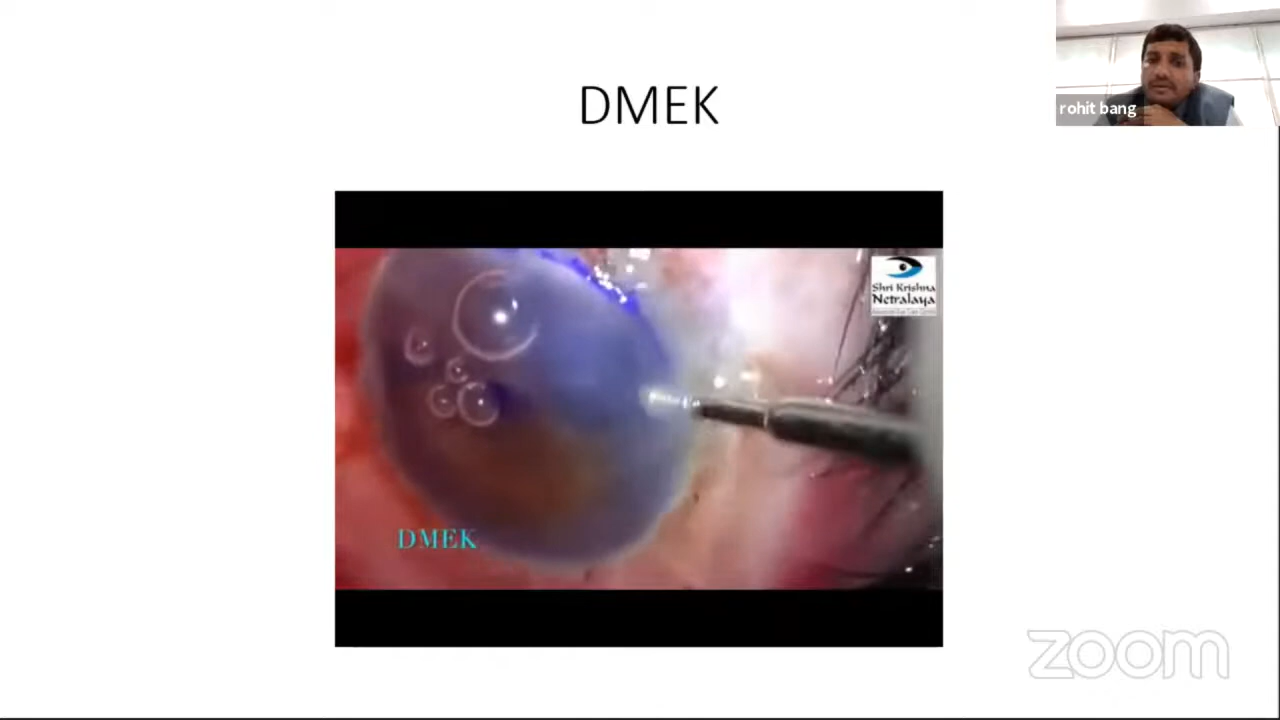 DMEK
rohit bang
Shri Krishna
Netralaya
DMEK
zoom